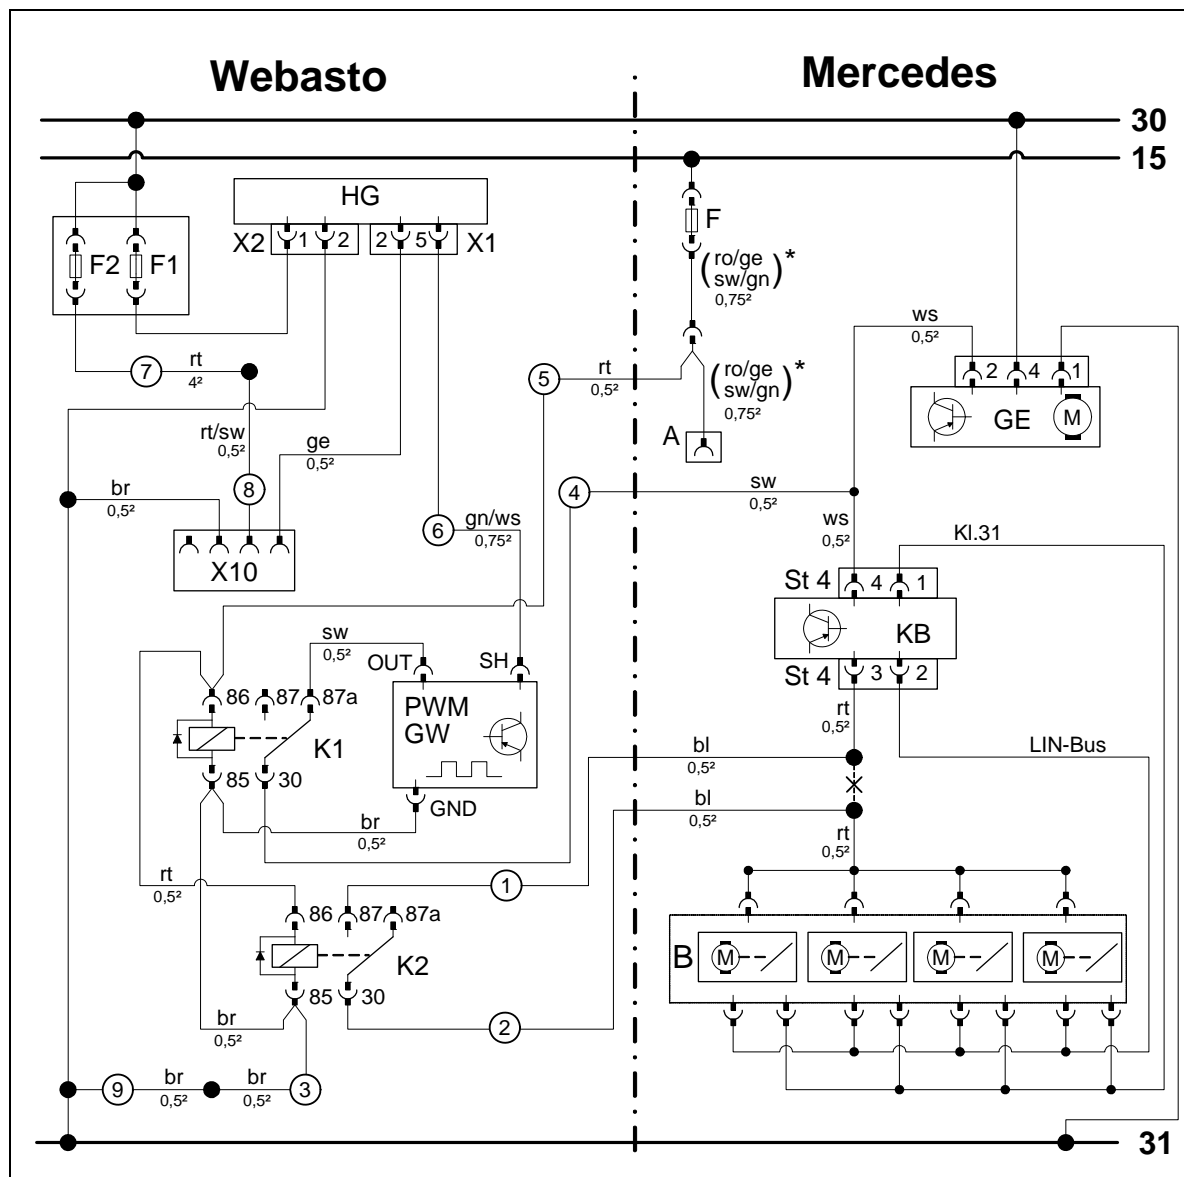 Webasto
Mercedes
30
15
HG
X2 1 2 2 5 X1
F2 F1
F
(ro/ge sw/gn)*
0,75²
ws
0,5²
7
rt
4²
5
rt
0,5²
(ro/ge sw/gn)*
0,75²
2 4 1
GE M
A
rt/sw
0,5²
ge
0,5²
br
0,5²
8
4
sw
0,5²
6
gn/ws
0,75²
ws
0,5²
Kl.31
X10
St 4 4 1
KB
St 4 3 2
sw
0,5²
OUT SH
86 87 87a
PWM
GW
K1
rt
0,5²
LIN-Bus
85 30
GND
bl
0,5²
bl
0,5²
br
0,5²
rt
0,5²
rt
0,5²
1
86 87 87a
K2
B M M M M
85 30
br
0,5²
2
9
br
0,5²
br
0,5²
3
31